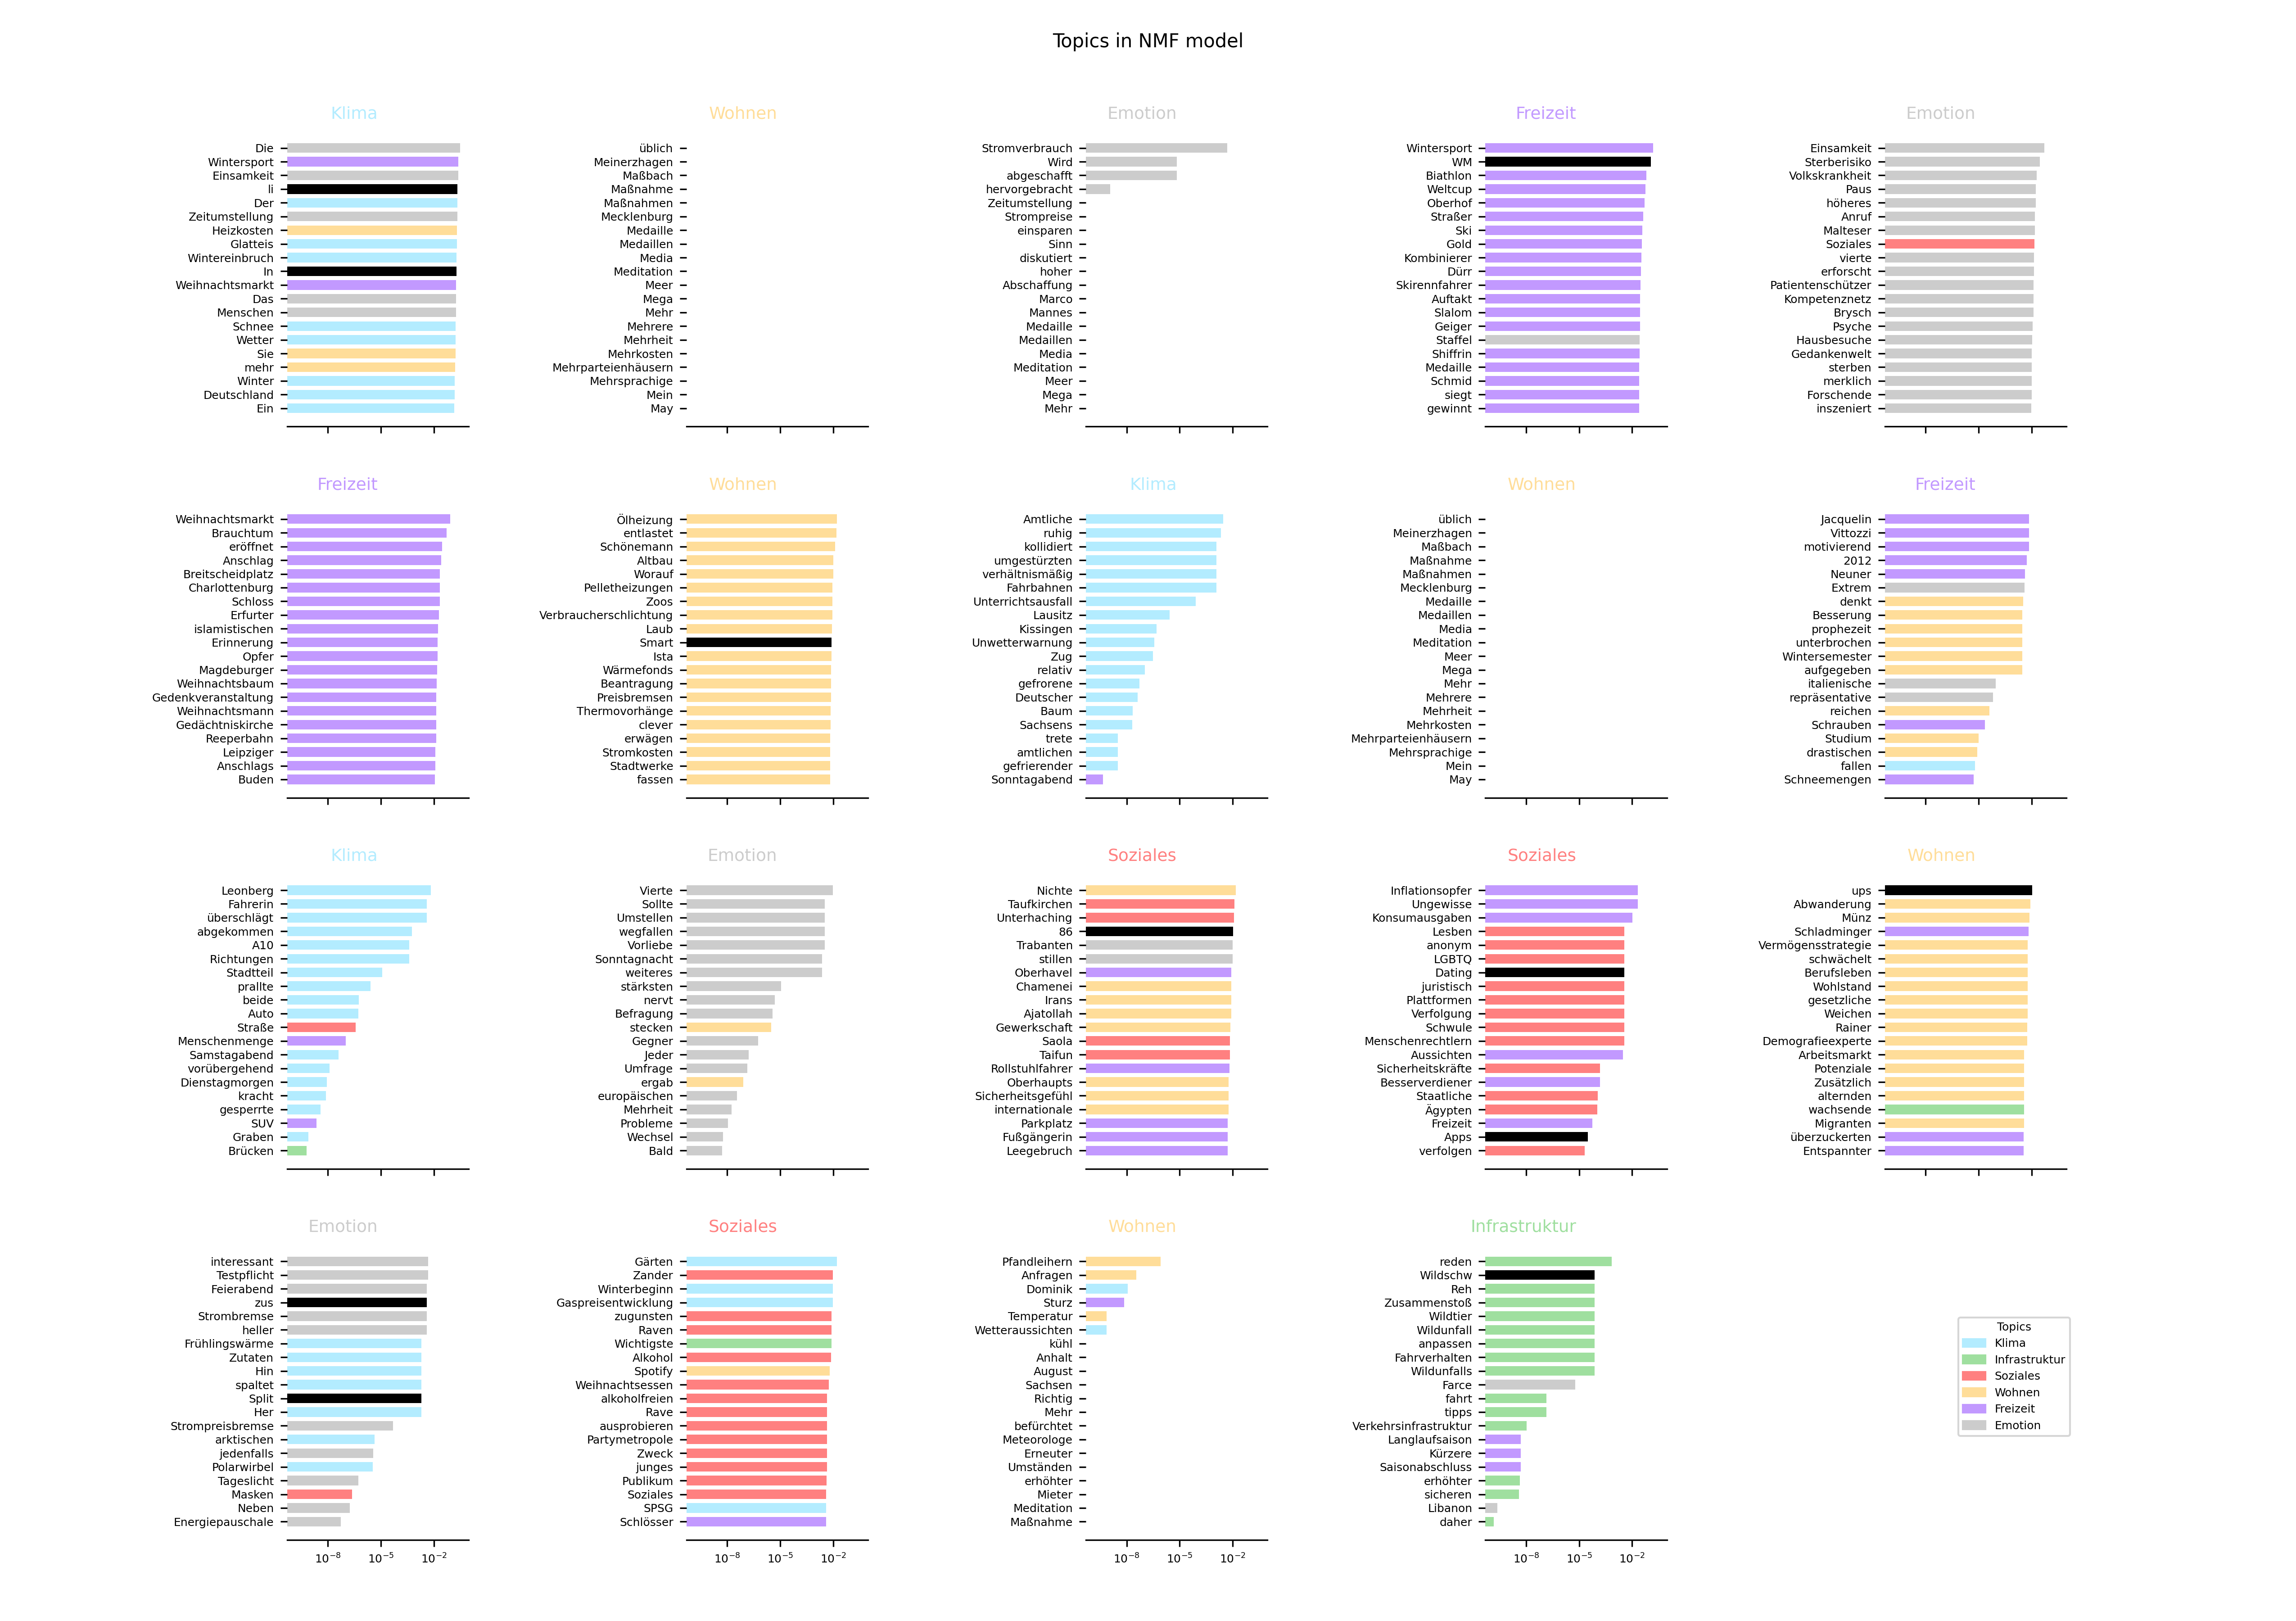 Topics in NMF model
Klima
Die
Wintersport
Einsamkeit
li
Der
Zeitumstellung
Heizkosten
Glatteis
Wintereinbruch
In
Weihnachtsmarkt
Das
Menschen
Schnee
Wetter
Sie
mehr
Winter
Deutschland
Ein
Wohnen
üblich
Meinerzhagen
Maßbach
Maßnahme
Maßnahmen
Mecklenburg
Medaille
Medaillen
Media
Meditation
Meer
Mega
Mehr
Mehrere
Mehrheit
Mehrkosten
Mehrparteienhäusern
Mehrsprachige
Mein
May
Emotion
Stromverbrauch
Wird
abgeschafft
hervorgebracht
Zeitumstellung
Strompreise
einsparen
Sinn
diskutiert
hoher
Abschaffung
Marco
Mannes
Medaille
Medaillen
Media
Meditation
Meer
Mega
Mehr
Freizeit
Wintersport
WM
Biathlon
Weltcup
Oberhof
Straßer
Ski
Gold
Kombinierer
Dürr
Skirennfahrer
Auftakt
Slalom
Geiger
Staffel
Shiffrin
Medaille
Schmid
siegt
gewinnt
Emotion
Einsamkeit
Sterberisiko
Volkskrankheit
Paus
höheres
Anruf
Malteser
Soziales
vierte
erforscht
Patientenschützer
Kompetenznetz
Brysch
Psyche
Hausbesuche
Gedankenwelt
sterben
merklich
Forschende
inszeniert
Freizeit
Weihnachtsmarkt
Brauchtum
eröffnet
Anschlag
Breitscheidplatz
Charlottenburg
Schloss
Erfurter
islamistischen
Erinnerung
Opfer
Magdeburger
Weihnachtsbaum
Gedenkveranstaltung
Weihnachtsmann
Gedächtniskirche
Reeperbahn
Leipziger
Anschlags
Buden
Wohnen
Ölheizung
entlastet
Schönemann
Altbau
Worauf
Pelletheizungen
Zoos
Verbraucherschlichtung
Laub
Smart
Ista
Wärmefonds
Beantragung
Preisbremsen
Thermovorhänge
clever
erwägen
Stromkosten
Stadtwerke
fassen
Klima
Amtliche
ruhig
kollidiert
umgestürzten
verhältnismäßig
Fahrbahnen
Unterrichtsausfall
Lausitz
Kissingen
Unwetterwarnung
Zug
relativ
gefrorene
Deutscher
Baum
Sachsens
trete
amtlichen
gefrierender
Sonntagabend
Wohnen
üblich
Meinerzhagen
Maßbach
Maßnahme
Maßnahmen
Mecklenburg
Medaille
Medaillen
Media
Meditation
Meer
Mega
Mehr
Mehrere
Mehrheit
Mehrkosten
Mehrparteienhäusern
Mehrsprachige
Mein
May
Freizeit
Jacquelin
Vittozzi
motivierend
2012
Neuner
Extrem
denkt
Besserung
prophezeit
unterbrochen
Wintersemester
aufgegeben
italienische
repräsentative
reichen
Schrauben
Studium
drastischen
fallen
Schneemengen
Klima
Leonberg
Fahrerin
überschlägt
abgekommen
A10
Richtungen
Stadtteil
prallte
beide
Auto
Straße
Menschenmenge
Samstagabend
vorübergehend
Dienstagmorgen
kracht
gesperrte
SUV
Graben
Brücken
Emotion
Vierte
Sollte
Umstellen
wegfallen
Vorliebe
Sonntagnacht
weiteres
stärksten
nervt
Befragung
stecken
Gegner
Jeder
Umfrage
ergab
europäischen
Mehrheit
Probleme
Wechsel
Bald
Soziales
Nichte
Taufkirchen
Unterhaching
86
Trabanten
stillen
Oberhavel
Chamenei
Irans
Ajatollah
Gewerkschaft
Saola
Taifun
Rollstuhlfahrer
Oberhaupts
Sicherheitsgefühl
internationale
Parkplatz
Fußgängerin
Leegebruch
Soziales
Inflationsopfer
Ungewisse
Konsumausgaben
Lesben
anonym
LGBTQ
Dating
juristisch
Plattformen
Verfolgung
Schwule
Menschenrechtlern
Aussichten
Sicherheitskräfte
Besserverdiener
Staatliche
Ägypten
Freizeit
Apps
verfolgen
Wohnen
ups
Abwanderung
Münz
Schladminger
Vermögensstrategie
schwächelt
Berufsleben
Wohlstand
gesetzliche
Weichen
Rainer
Demografieexperte
Arbeitsmarkt
Potenziale
Zusätzlich
alternden
wachsende
Migranten
überzuckerten
Entspannter
Emotion
interessant
Testpflicht
Feierabend
zus
Strombremse
heller
Frühlingswärme
Zutaten
Hin
spaltet
Split
Her
Strompreisbremse
arktischen
jedenfalls
Polarwirbel
Tageslicht
Masken
Neben
Energiepauschale
10⁻⁸ 10⁻⁵ 10⁻²
Soziales
Gärten
Zander
Winterbeginn
Gaspreisentwicklung
zugunsten
Raven
Wichtigste
Alkohol
Spotify
Weihnachtsessen
alkoholfreien
Rave
ausprobieren
Partymetropole
Zweck
junges
Publikum
Soziales
SPSG
Schlösser
10⁻⁸ 10⁻⁵ 10⁻²
Wohnen
Pfandleihern
Anfragen
Dominik
Sturz
Temperatur
Wetteraussichten
kühl
Anhalt
August
Sachsen
Richtig
Mehr
befürchtet
Meteorologe
Erneuter
Umständen
erhöhter
Mieter
Meditation
Maßnahme
10⁻⁸ 10⁻⁵ 10⁻²
Infrastruktur
reden
Wildschw
Reh
Zusammenstoß
Wildtier
Wildunfall
anpassen
Fahrverhalten
Wildunfalls
Farce
fahrt
tipps
Verkehrsinfrastruktur
Langlaufsaison
Kürzere
Saisonabschluss
erhöhter
sicheren
Libanon
daher
10⁻⁸ 10⁻⁵ 10⁻²
Topics
Klima
Infrastruktur
Soziales
Wohnen
Freizeit
Emotion